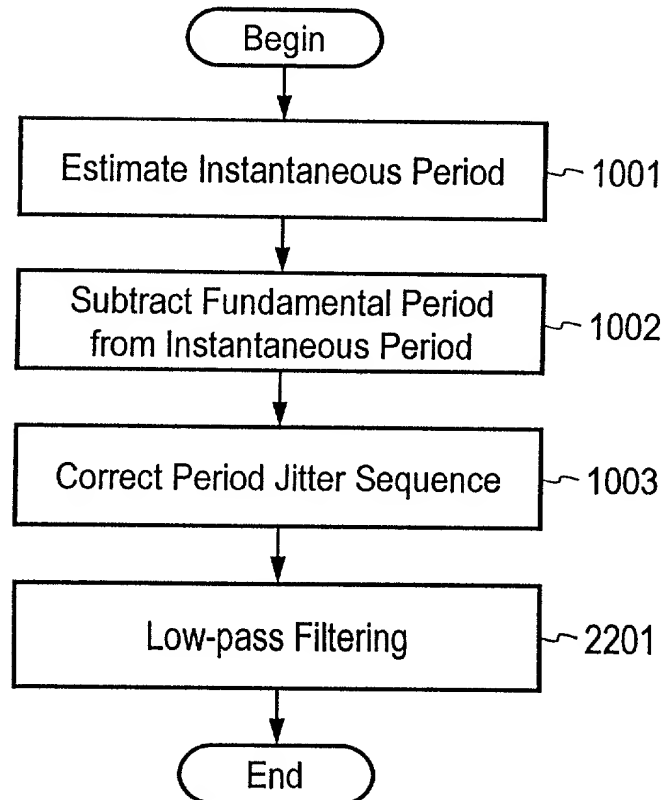 Begin
Estimate Instantaneous Period
1001
Subtract Fundamental Period
from Instantaneous Period
1002
Correct Period Jitter Sequence
1003
Low-pass Filtering
2201
End